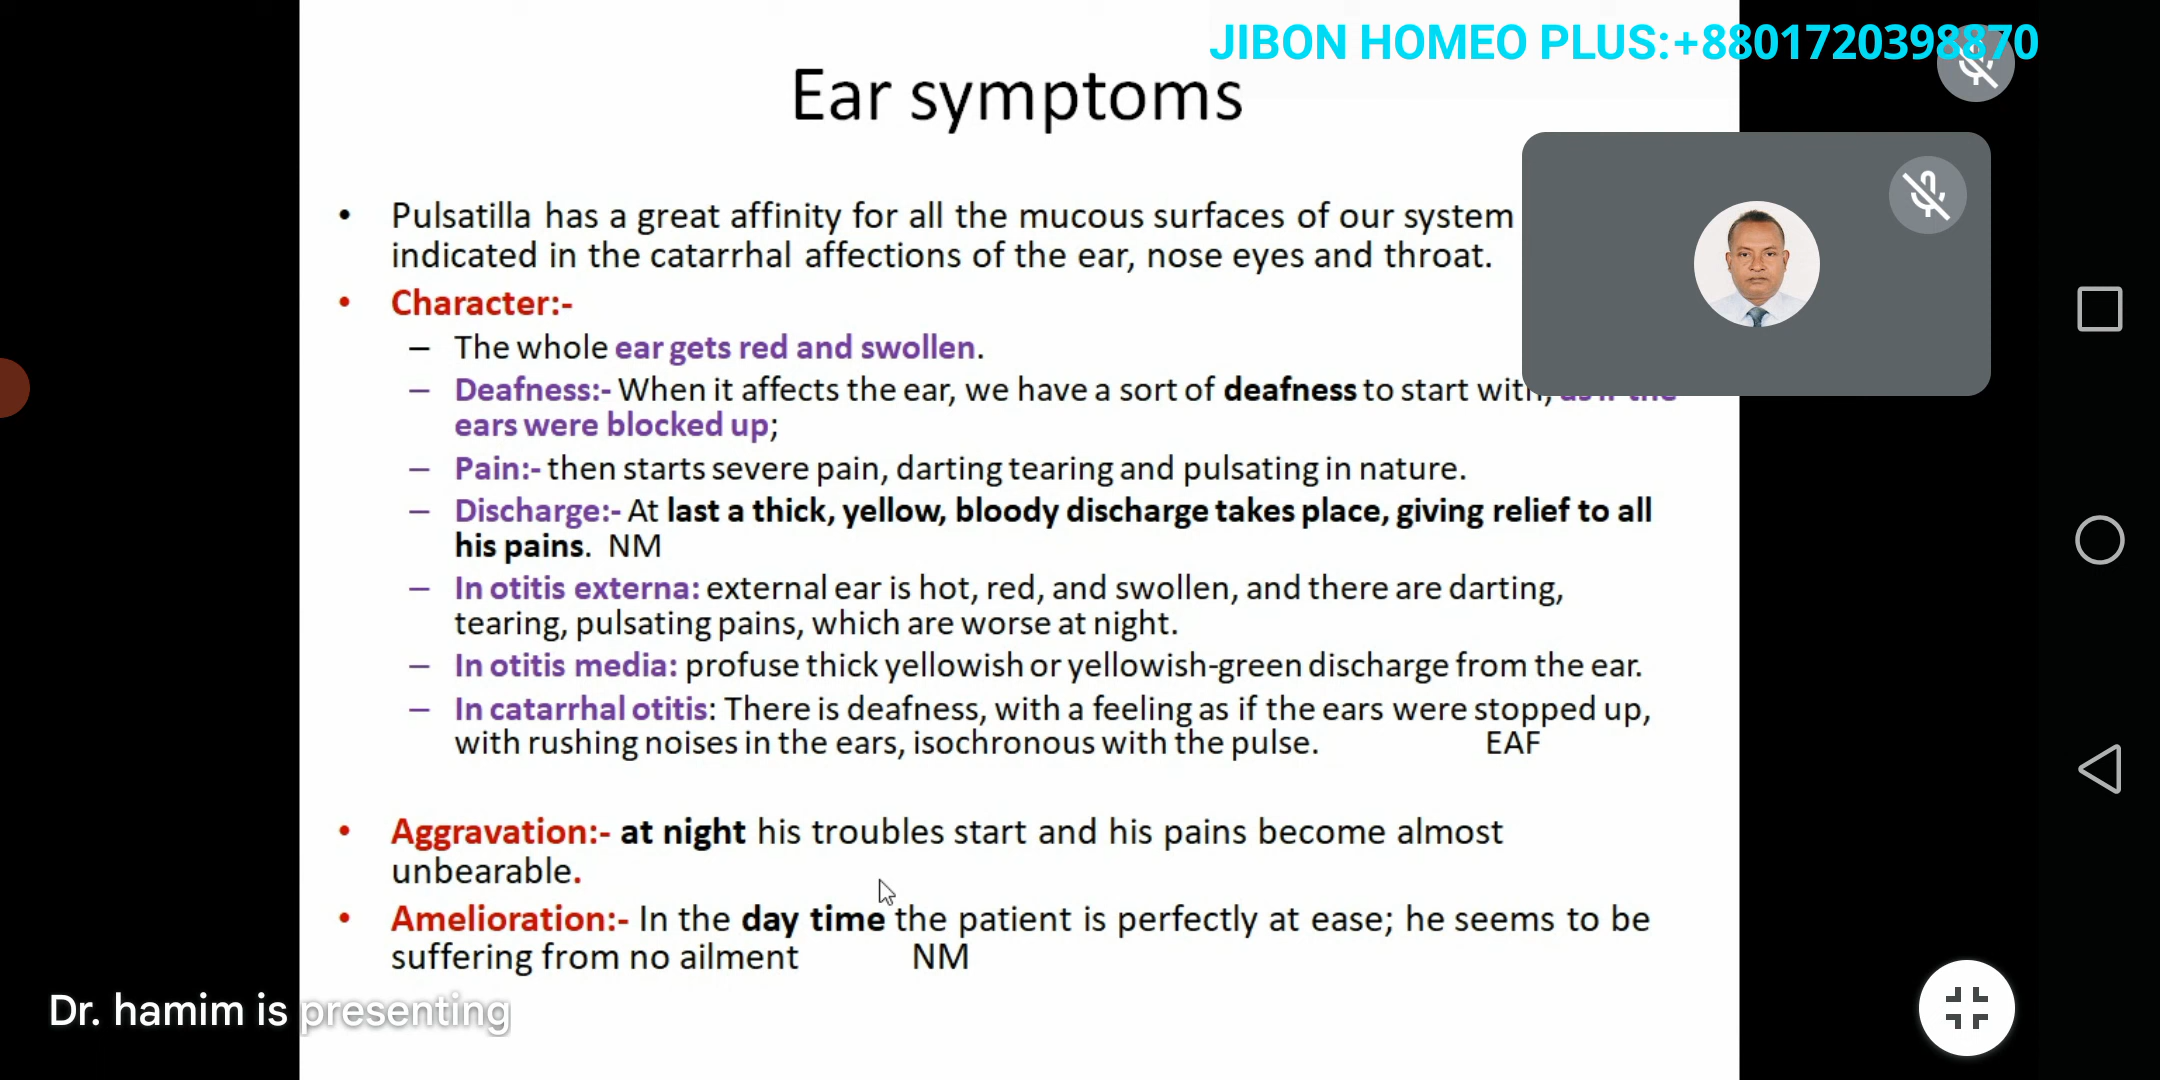 JIBON HOMEO PLUS:+8801720398870
Ear symptoms
• Pulsatilla has a great affinity for all the mucous surfaces of our system
indicated in the catarrhal affections of the ear, nose eyes and throat.
• Character:-
– The whole ear gets red and swollen.
– Deafness:- When it affects the ear, we have a sort of deafness to start with, as if the
ears were blocked up;
– Pain:- then starts severe pain, darting tearing and pulsating in nature.
– Discharge:- At last a thick, yellow, bloody discharge takes place, giving relief to all
his pains. NM
– In otitis externa: external ear is hot, red, and swollen, and there are darting,
tearing, pulsating pains, which are worse at night.
– In otitis media: profuse thick yellowish or yellowish-green discharge from the ear.
– In catarrhal otitis: There is deafness, with a feeling as if the ears were stopped up,
with rushing noises in the ears, isochronous with the pulse. EAF
• Aggravation:- at night his troubles start and his pains become almost
unbearable.
• Amelioration:- In the day time the patient is perfectly at ease; he seems to be
suffering from no ailment NM
Dr. hamim is presenting